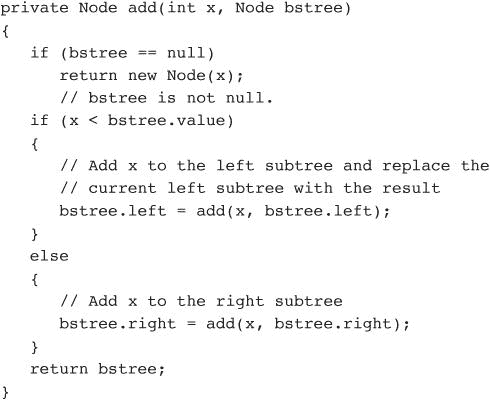 private Node add(int x, Node bstree)
{
   if (bstree == null)
      return new Node(x);
      // bstree is not null.
   if (x < bstree.value)
   {
      // Add x to the left subtree and replace the
      // current left subtree with the result
      bstree.left = add(x, bstree.left);
   }
   else
   {
      // Add x to the right subtree
      bstree.right = add(x, bstree.right);
   }
   return bstree;
}